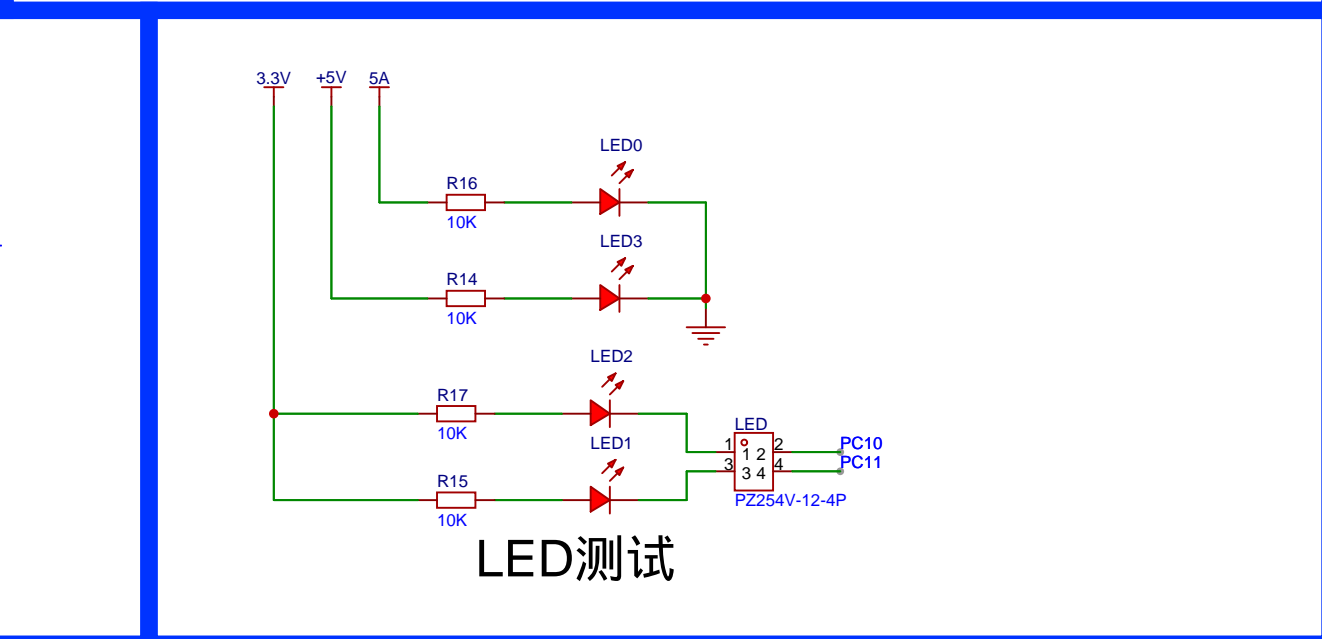 3.3V +5V 5A
LED0
R16
10K
LED3
R14
10K
LED2
R17
10K
LED
1 1 2 2 PC10
LED1
3 3 4 4 PC11
R15
PZ254V-12-4P
10K
LED测试